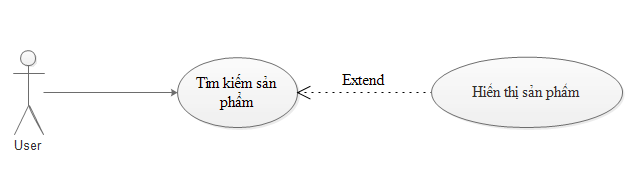 Tìm kiếm sản
phẩm
Extend
Hiển thị sản phẩm
User